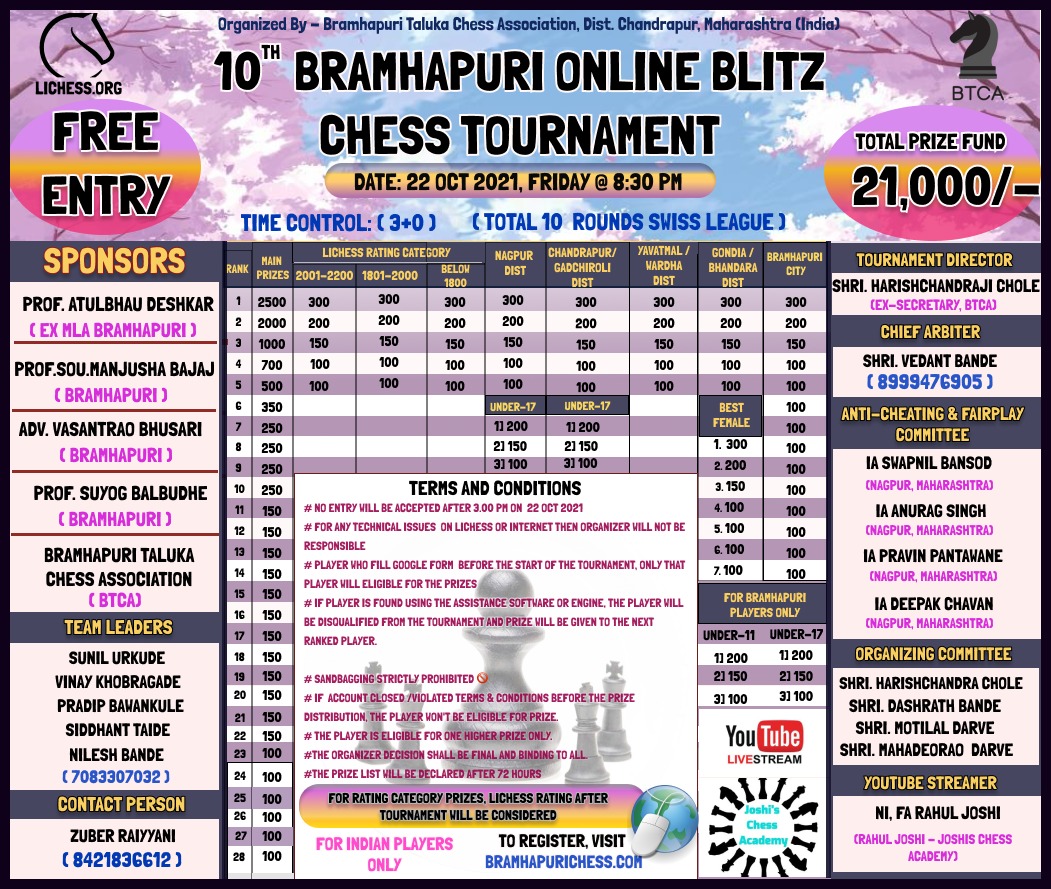 Organized By – Bramhapuri Taluka Chess Association, Dist. Chandrapur, Maharashtra (India)
LICHESS.ORG
10TH BRAMHAPURI ONLINE BLITZ
CHESS TOURNAMENT
BTCA
FREE
ENTRY
DATE: 22 OCT 2021, FRIDAY @ 8:30 PM
TIME CONTROL: ( 3+0 ) ( TOTAL 10 ROUNDS SWISS LEAGUE )
TOTAL PRIZE FUND
21,000/–
SPONSORS
PROF. ATULBHAU DESHKAR
( EX MLA BRAMHAPURI )
PROF.SOU.MANJUSHA BAJAJ
( BRAMHAPURI )
ADV. VASANTRAO BHUSARI
( BRAMHAPURI )
PROF. SUYOG BALBUDHE
( BRAMHAPURI )
BRAMHAPURI TALUKA
CHESS ASSOCIATION
( BTCA)
TEAM LEADERS
SUNIL URKUDE
VINAY KHOBRAGADE
PRADIP BAWANKULE
SIDDHANT TAIDE
NILESH BANDE
( 7083307032 )
CONTACT PERSON
ZUBER RAIYYANI
( 8421836612 )
RANK
MAIN
PRIZES
LICHESS RATING CATEGORY
2001–2200 1801–2000 BELOW
1800
NAGPUR
DIST
CHANDRAPUR/
GADCHIROLI
DIST
YAVATMAL /
WARDHA
DIST
GONDIA /
BHANDARA
DIST
BRAMHAPURI
CITY
1 2500 300 300 300 300 300 300 300 300
2 2000 200 200 200 200 200 200 200 200
3 1000 150 150 150 150 150 150 150 150
4 700 100 100 100 100 100 100 100 100
5 500 100 100 100 100 100 100 100 100
6 350 UNDER–17 UNDER–17 BEST 100
7 250 1] 200 1] 200 FEMALE 100
8 250 2] 150 2] 150 1. 300 100
9 250 3] 100 3] 100 2. 200 100
10 250 3. 150 100
11 150 4. 100 100
12 150 5. 100 100
13 150 6. 100 100
14 150 7. 100 100
15 150
16 150
17 150
18 150
19 150
20 150
21 150
22 150
23 100
24 100
25 100
26 100
27 100
28 100
TERMS AND CONDITIONS
# NO ENTRY WILL BE ACCEPTED AFTER 3.00 PM ON 22 OCT 2021
# FOR ANY TECHNICAL ISSUES ON LICHESS OR INTERNET THEN ORGANIZER WILL NOT BE
RESPONSIBLE
# PLAYER WHO FILL GOOGLE FORM BEFORE THE START OF THE TOURNAMENT, ONLY THAT
PLAYER WILL ELIGIBLE FOR THE PRIZES
# IF PLAYER IS FOUND USING THE ASSISTANCE SOFTWARE OR ENGINE, THE PLAYER WILL
BE DISQUALIFIED FROM THE TOURNAMENT AND PRIZE WILL BE GIVEN TO THE NEXT
RANKED PLAYER.
# SANDBAGGING STRICTLY PROHIBITED 🚫
# IF ACCOUNT CLOSED /VIOLATED TERMS & CONDITIONS BEFORE THE PRIZE
DISTRIBUTION, THE PLAYER WON'T BE ELIGIBLE FOR PRIZE.
# THE PLAYER IS ELIGIBLE FOR ONE HIGHER PRIZE ONLY.
#THE ORGANIZER DECISION SHALL BE FINAL AND BINDING TO ALL.
#THE PRIZE LIST WILL BE DECLARED AFTER 72 HOURS
FOR RATING CATEGORY PRIZES, LICHESS RATING AFTER
TOURNAMENT WILL BE CONSIDERED
FOR INDIAN PLAYERS
ONLY
TO REGISTER, VISIT
BRAMHAPURICHESS.COM
FOR BRAMHAPURI
PLAYERS ONLY
UNDER–11 UNDER–17
1] 200 1] 200
2] 150 2] 150
3] 100 3] 100
YouTube
LIVESTREAM
Joshi's
Chess
Academy
TOURNAMENT DIRECTOR
SHRI. HARISHCHANDRAJI CHOLE
(EX–SECRETARY, BTCA)
CHIEF ARBITER
SHRI. VEDANT BANDE
( 8999476905 )
ANTI–CHEATING & FAIRPLAY
COMMITTEE
IA SWAPNIL BANSOD
(NAGPUR, MAHARASHTRA)
IA ANURAG SINGH
(NAGPUR, MAHARASHTRA)
IA PRAVIN PANTAWANE
(NAGPUR, MAHARASHTRA)
IA DEEPAK CHAVAN
(NAGPUR, MAHARASHTRA)
ORGANIZING COMMITTEE
SHRI. HARISHCHANDRA CHOLE
SHRI. DASHRATH BANDE
SHRI. MOTILAL DARVE
SHRI. MAHADEORAO DARVE
YOUTUBE STREAMER
NI, FA RAHUL JOSHI
(RAHUL JOSHI – JOSHIS CHESS
ACADEMY)